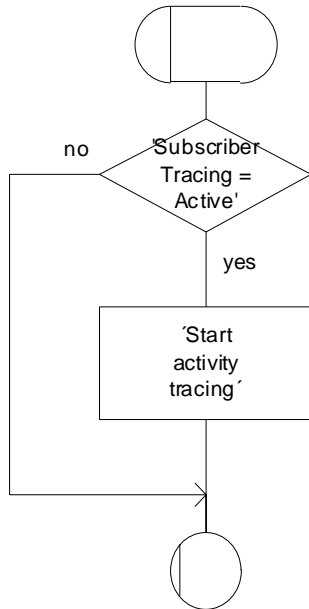 no
'Subscriber
Tracing =
Active'
yes
´Start
activity
tracing´